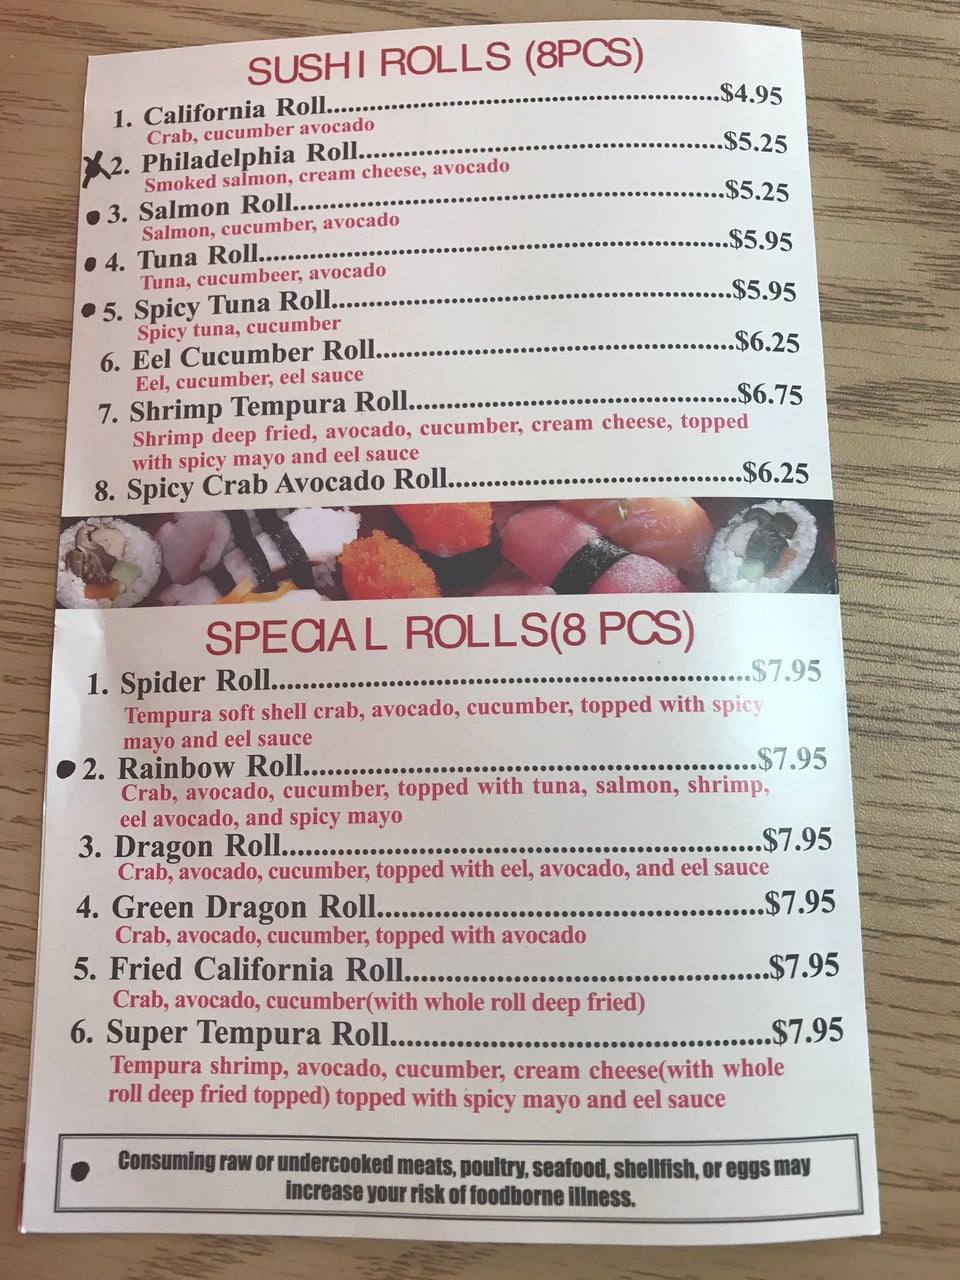 SUSHI ROLLS (8PCS)
1. California Roll..........$4.95
Crab, cucumber avocado
2. Philadelphia Roll..........$5.25
Smoked salmon, cream cheese, avocado
3. Salmon Roll..........$5.25
Salmon, cucumber, avocado
4. Tuna Roll..........$5.95
Tuna, cucumbeer, avocado
5. Spicy Tuna Roll..........$5.95
Spicy tuna, cucumber
6. Eel Cucumber Roll..........$6.25
Eel, cucumber, eel sauce
7. Shrimp Tempura Roll..........$6.75
Shrimp deep fried, avocado, cucumber, cream cheese, topped
with spicy mayo and eel sauce
8. Spicy Crab Avocado Roll..........$6.25
SPECIAL ROLLS(8 PCS)
1. Spider Roll..........$7.95
Tempura soft shell crab, avocado, cucumber, topped with spicy
mayo and eel sauce
2. Rainbow Roll..........$7.95
Crab, avocado, cucumber, topped with tuna, salmon, shrimp,
eel avocado, and spicy mayo
3. Dragon Roll..........$7.95
Crab, avocado, cucumber, topped with eel, avocado, and eel sauce
4. Green Dragon Roll..........$7.95
Crab, avocado, cucumber, topped with avocado
5. Fried California Roll..........$7.95
Crab, avocado, cucumber(with whole roll deep fried)
6. Super Tempura Roll..........$7.95
Tempura shrimp, avocado, cucumber, cream cheese(with whole
roll deep fried topped) topped with spicy mayo and eel sauce
Consuming raw or undercooked meats, poultry, seafood, shellfish, or eggs may
increase your risk of foodborne illness.